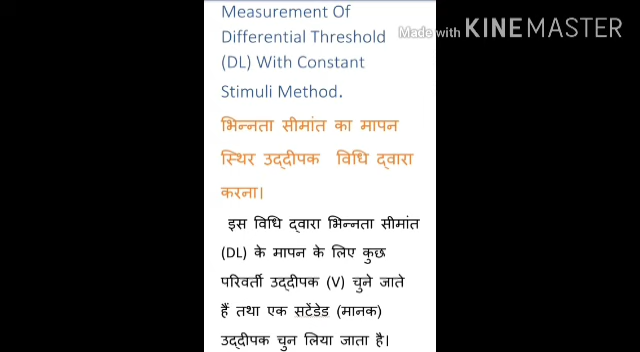 Measurement Of
Differential Threshold
(DL) With Constant
Stimuli Method.
Made with KINEMASTER
भिन्नता सीमांत का मापन
स्थिर उद्दीपक विधि द्वारा
करना।
इस विधि द्वारा भिन्नता सीमांत
(DL) के मापन के लिए कुछ
परिवर्ती उद्दीपक (V) चुने जाते
हैं तथा एक सटेंडेड (मानक)
उद्दीपक चुन लिया जाता है।